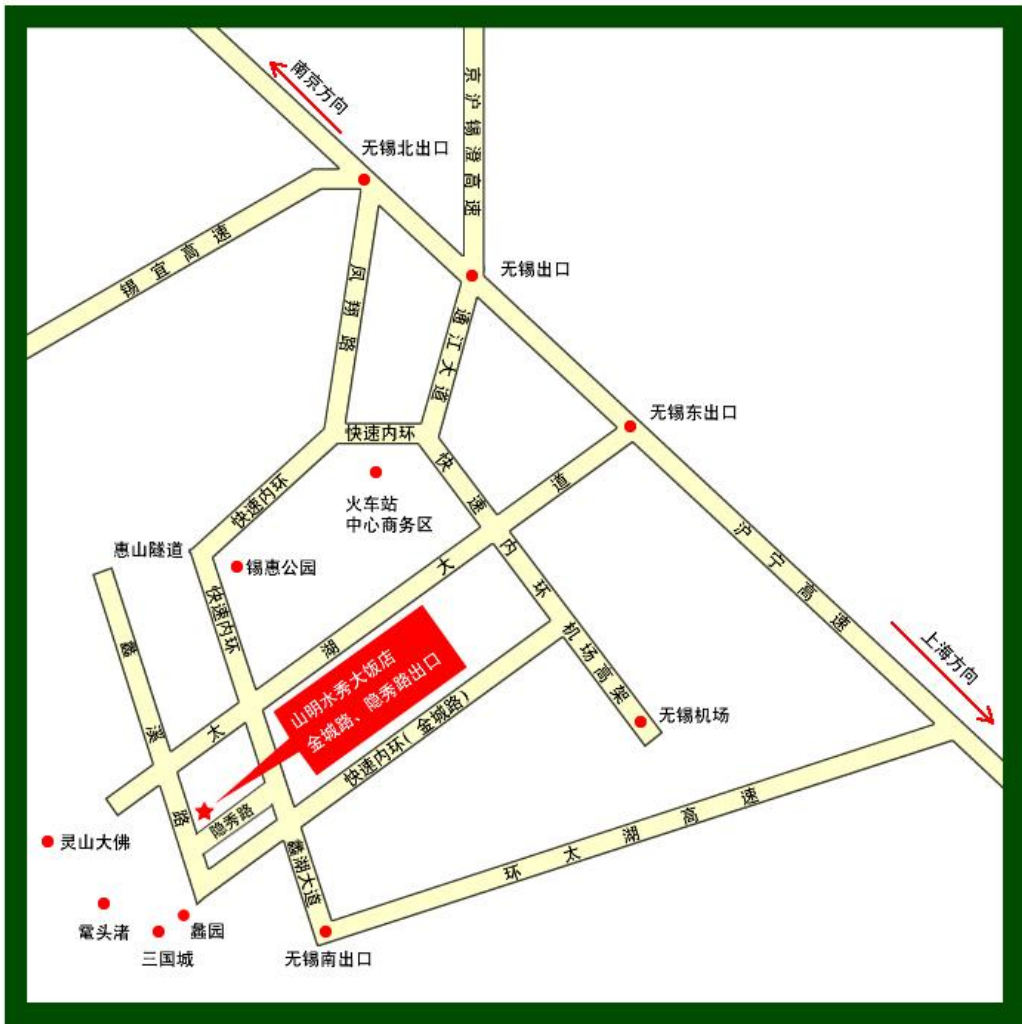 南京方向
京沪锡澄高速
无锡北出口
锡宜高速
无锡出口
凤翔路
通江大道
无锡东出口
快速内环
快速内环
快速内环
火车站
中心商务区
惠山隧道
锡惠公园
快速内环
太湖大道
沪宁高速
上海方向
机场高架
无锡机场
山明水秀大饭店
金城路、隐秀路出口
快速内环(金城路)
蠡溪路
隐秀路
环太湖高速
蠡湖大道
灵山大佛
鼋头渚
三国城
蠡园
无锡南出口